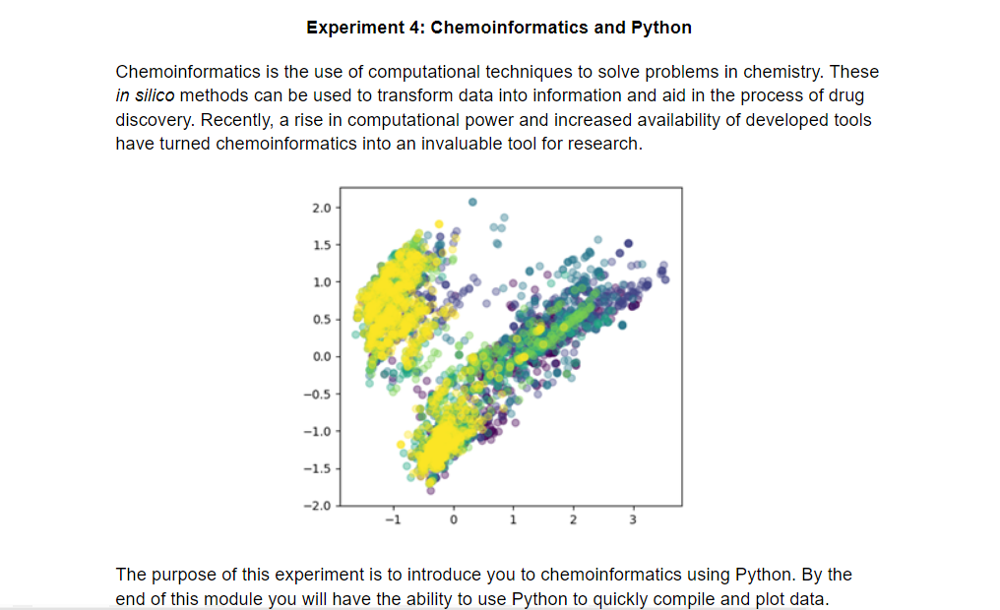 Experiment 4: Chemoinformatics and Python
Chemoinformatics is the use of computational techniques to solve problems in chemistry. These
in silico methods can be used to transform data into information and aid in the process of drug
discovery. Recently, a rise in computational power and increased availability of developed tools
have turned chemoinformatics into an invaluable tool for research.
2.0
1.5
1.0
0.5
0.0
−0.5
−1.0
−1.5
−2.0
−1 0 1 2 3
The purpose of this experiment is to introduce you to chemoinformatics using Python. By the
end of this module you will have the ability to use Python to quickly compile and plot data.